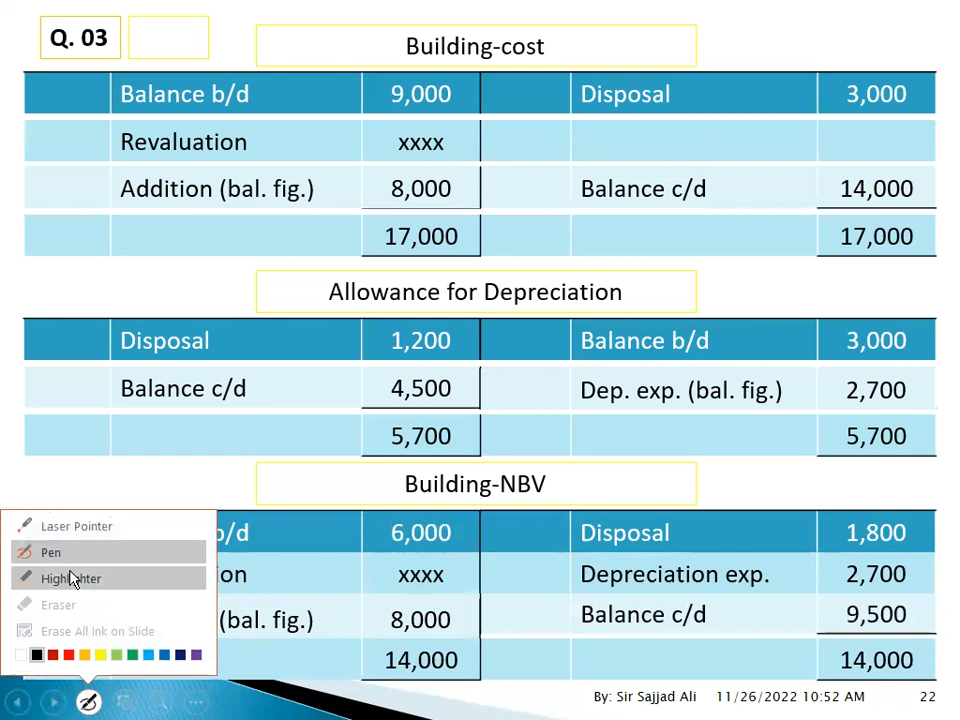 Q. 03
Building-cost
Balance b/d 9,000 Disposal 3,000
Revaluation xxxx
Addition (bal. fig.) 8,000 Balance c/d 14,000
17,000 17,000
Allowance for Depreciation
Disposal 1,200 Balance b/d 3,000
Balance c/d 4,500 Dep. exp. (bal. fig.) 2,700
5,700 5,700
Building-NBV
b/d 6,000 Disposal 1,800
ion xxxx Depreciation exp. 2,700
(bal. fig.) 8,000 Balance c/d 9,500
14,000 14,000
Laser Pointer
Pen
Highlighter
Eraser
Erase All Ink on Slide
By: Sir Sajjad Ali 11/26/2022 10:52 AM 22